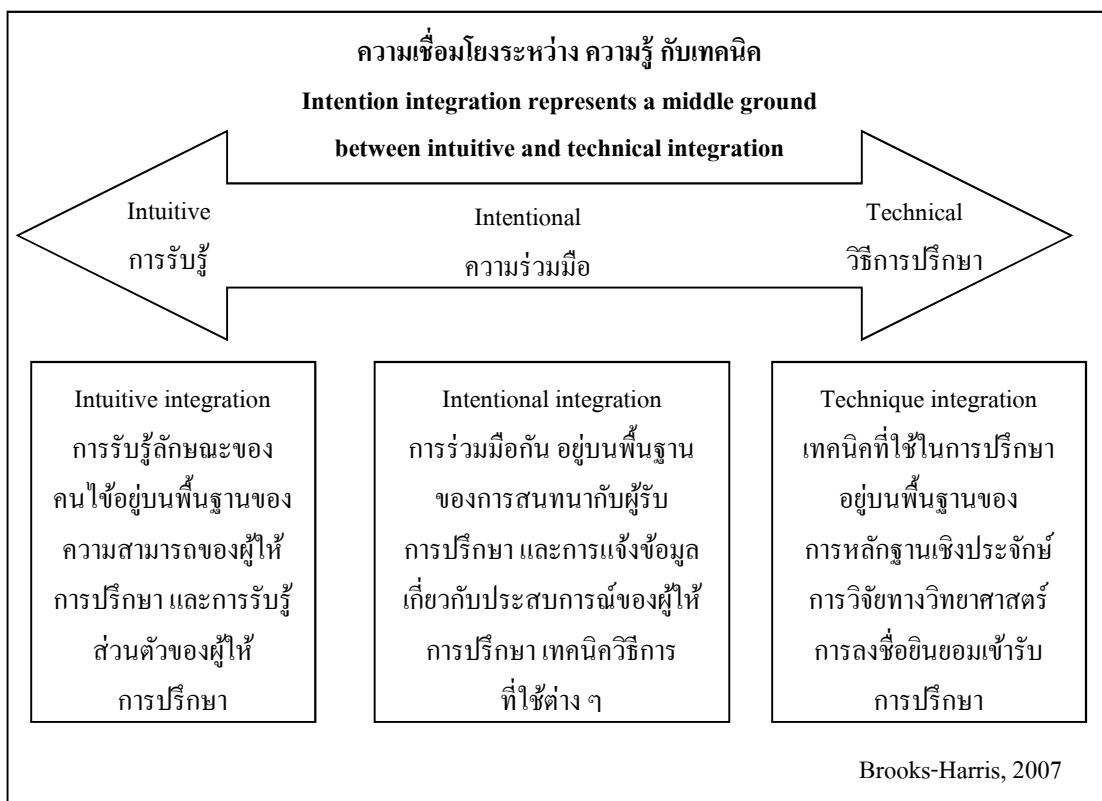 ความเชื่อมโยงระหว่าง ความรู้ กับเทคนิค
Intention integration represents a middle ground
between intuitive and technical integration
Intuitive
การรับรู้
Intentional
ความร่วมมือ
Technical
วิธีการปรึกษา
Intuitive integration
การรับรู้ลักษณะของ
คนไข้อยู่บนพื้นฐานของ
ความสามารถของผู้ให้
การปรึกษา และการรับรู้
ส่วนตัวของผู้ให้
การปรึกษา
Intentional integration
การร่วมมือกัน อยู่บนพื้นฐาน
ของการสนทนากับผู้รับ
การปรึกษา และการแจ้งข้อมูล
เกี่ยวกับประสบการณ์ของผู้ให้
การปรึกษา เทคนิควิธีการ
ที่ใช้ต่าง ๆ
Technique integration
เทคนิคที่ใช้ในการปรึกษา
อยู่บนพื้นฐานของ
การหลักฐานเชิงประจักษ์
การวิจัยทางวิทยาศาสตร์
การลงชื่อยินยอมเข้ารับ
การปรึกษา
Brooks-Harris, 2007